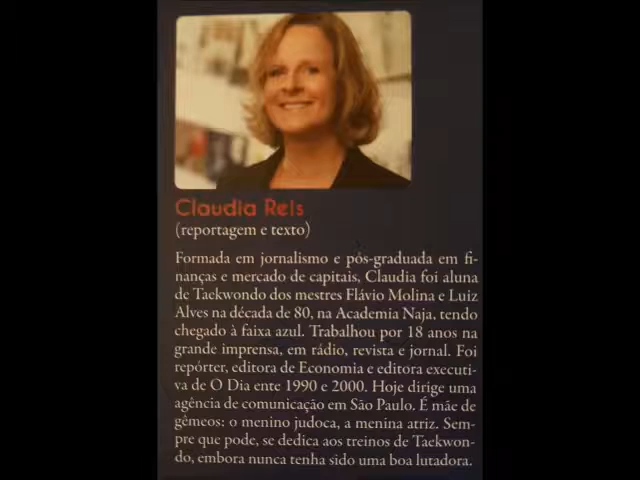 Claudia Reis
(reportagem e texto)
Formada em jornalismo e pós-graduada em fi-
nanças e mercado de capitais, Claudia foi aluna
de Taekwondo dos mestres Flávio Molina e Luiz
Alves na década de 80, na Academia Naja, tendo
chegado à faixa azul. Trabalhou por 18 anos na
grande imprensa, em rádio, revista e jornal. Foi
repórter, editora de Economia e editora executi-
va de O Dia ente 1990 e 2000. Hoje dirige uma
agência de comunicação em São Paulo. É mãe de
gêmeos: o menino judoca, a menina atriz. Sem-
pre que pode, se dedica aos treinos de Taekwon-
do, embora nunca tenha sido uma boa lutadora.